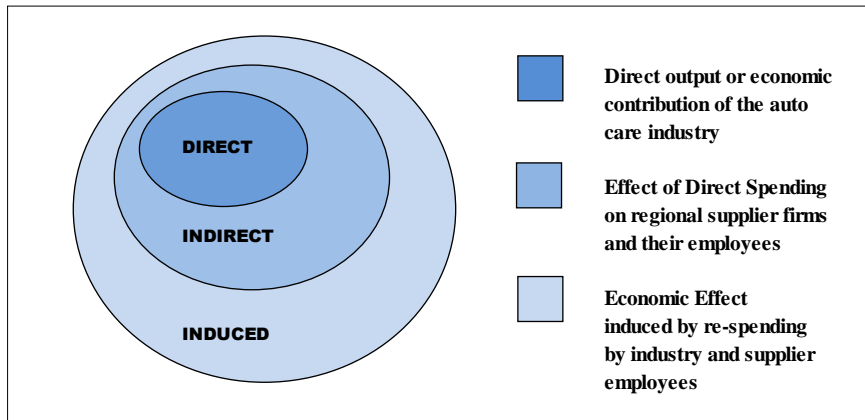 DIRECT
INDIRECT
INDUCED
Direct output or economic
contribution of the auto
care industry
Effect of Direct Spending
on regional supplier firms
and their employees
Economic Effect
induced by re-spending
by industry and supplier
employees